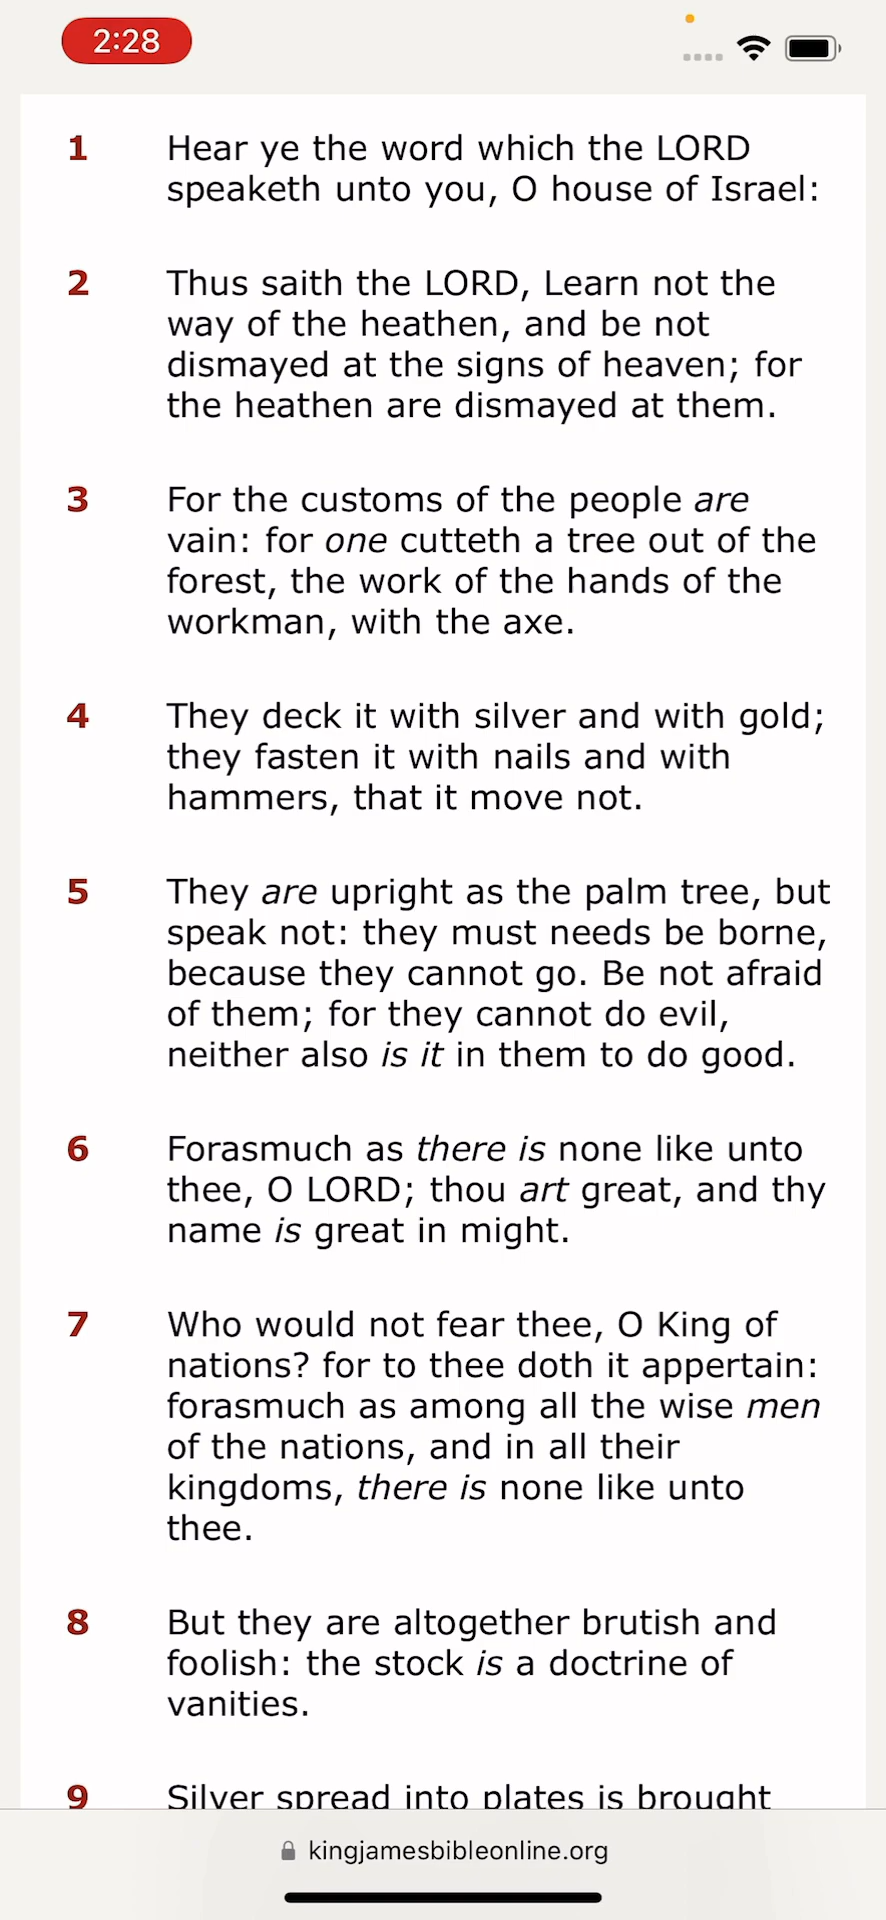 2:28
1 Hear ye the word which the LORD
speaketh unto you, O house of Israel:
2 Thus saith the LORD, Learn not the
way of the heathen, and be not
dismayed at the signs of heaven; for
the heathen are dismayed at them.
3 For the customs of the people are
vain: for one cutteth a tree out of the
forest, the work of the hands of the
workman, with the axe.
4 They deck it with silver and with gold;
they fasten it with nails and with
hammers, that it move not.
5 They are upright as the palm tree, but
speak not: they must needs be borne,
because they cannot go. Be not afraid
of them; for they cannot do evil,
neither also is it in them to do good.
6 Forasmuch as there is none like unto
thee, O LORD; thou art great, and thy
name is great in might.
7 Who would not fear thee, O King of
nations? for to thee doth it appertain:
forasmuch as among all the wise men
of the nations, and in all their
kingdoms, there is none like unto
thee.
8 But they are altogether brutish and
foolish: the stock is a doctrine of
vanities.
9 Silver spread into plates is brought
kingjamesbibleonline.org